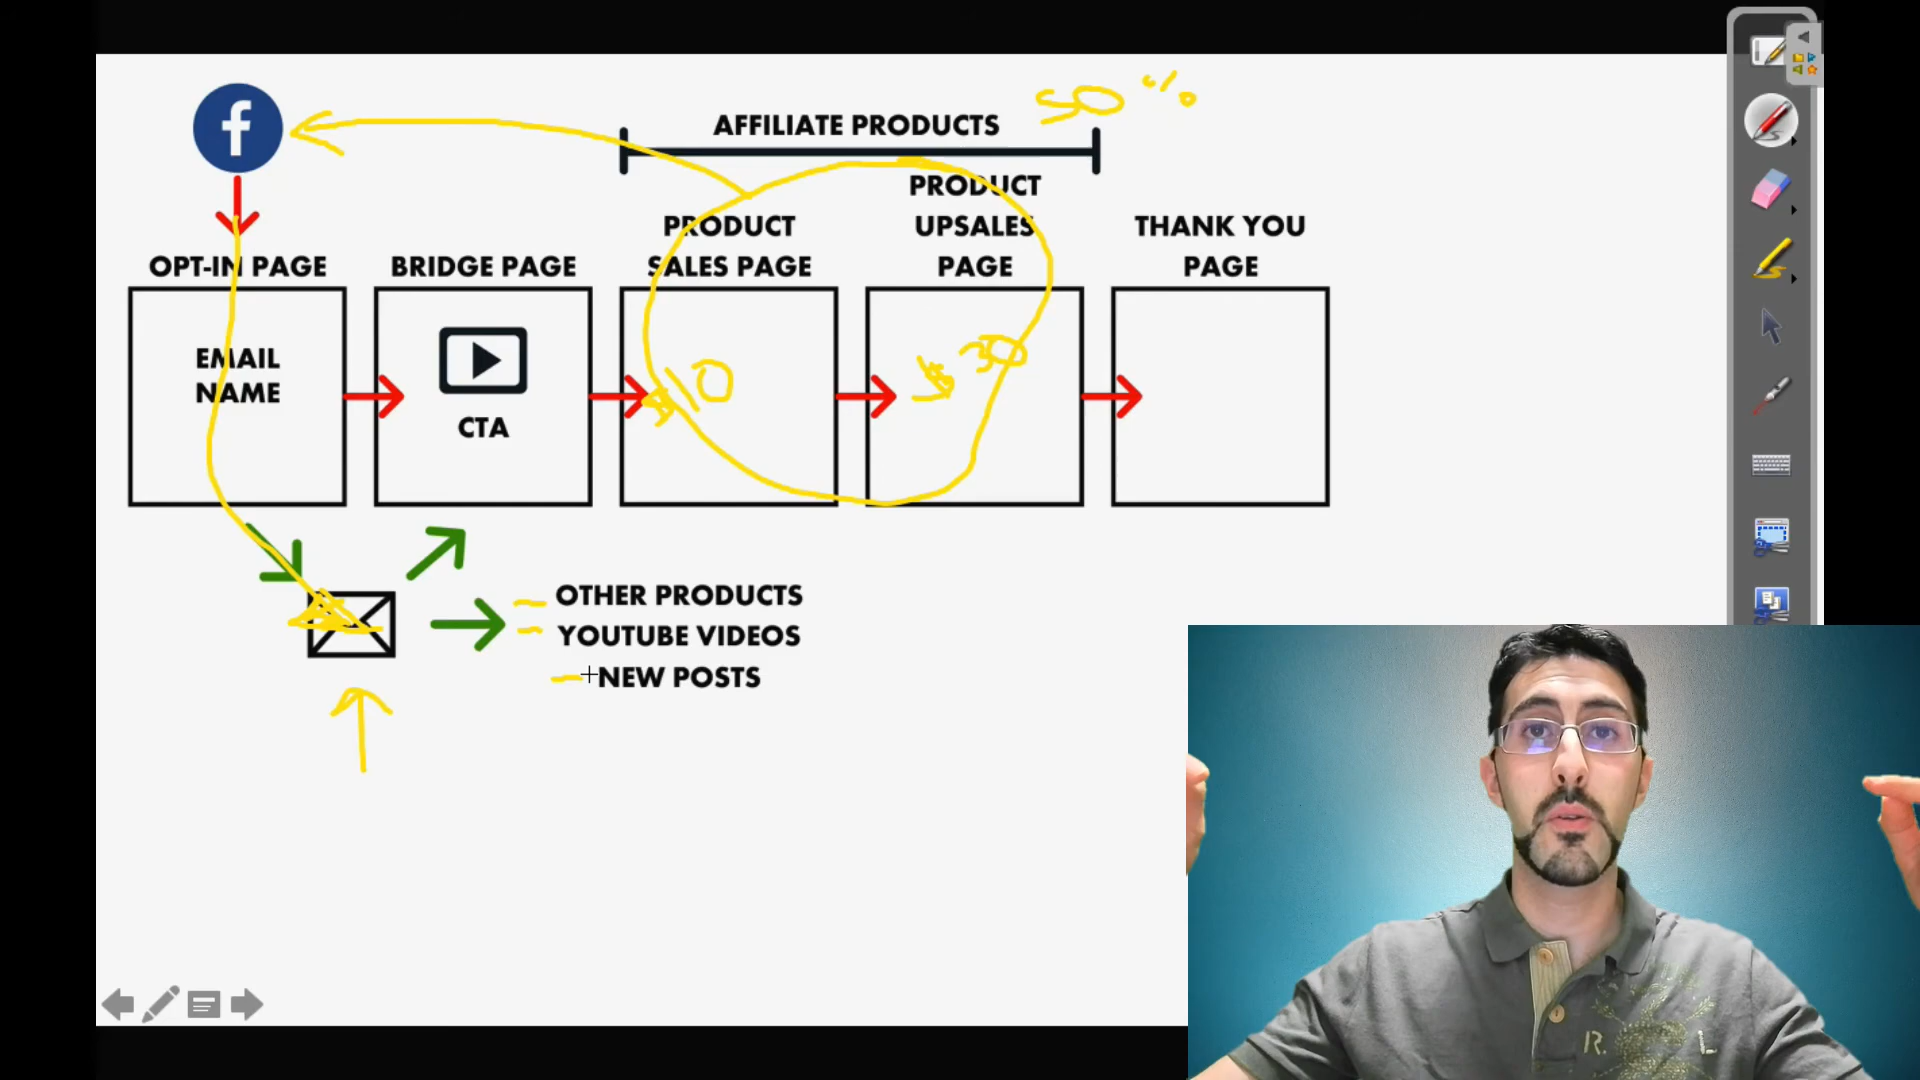 f
AFFILIATE PRODUCTS
50 %
OPT-IN PAGE
BRIDGE PAGE
PRODUCT
SALES PAGE
PRODUCT
UPSALES
PAGE
THANK YOU
PAGE
EMAIL
NAME
CTA
$10
$30
OTHER PRODUCTS
YOUTUBE VIDEOS
NEW POSTS
R. L